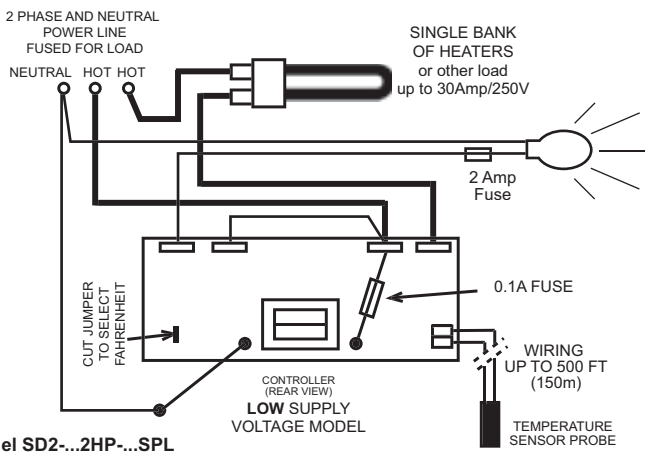 2 PHASE AND NEUTRAL
POWER LINE
FUSED FOR LOAD
NEUTRAL HOT HOT
SINGLE BANK
OF HEATERS
or other load
up to 30Amp/250V
2 Amp
Fuse
CUT JUMPER
TO SELECT
FAHRENHEIT
0.1A FUSE
WIRING
UP TO 500 FT
(150m)
CONTROLLER
(REAR VIEW)
LOW SUPPLY
VOLTAGE MODEL
TEMPERATURE
SENSOR PROBE
el SD2-...2HP-...SPL